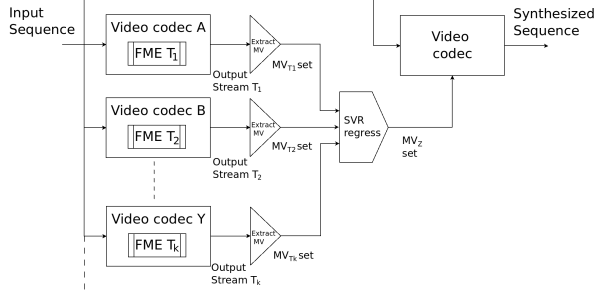 Input
Sequence
Video codec A
FME T1
Extract
MV
MVT1 set
Output
Stream T1
Video codec B
FME T2
Extract
MV
MVT2 set
Output
Stream T2
Video codec Y
FME Tk
Extract
MV
MVTk set
Output
Stream Tk
SVR
regress
MVZ
set
Video
codec
Synthesized
Sequence